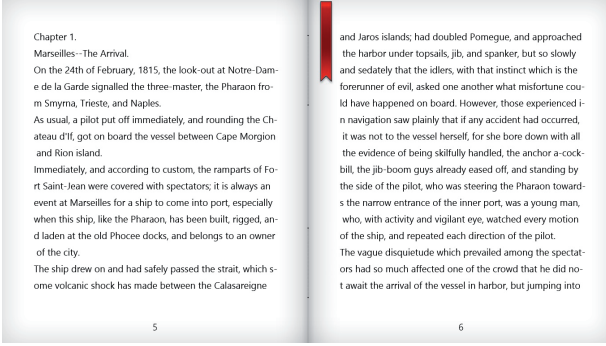 Chapter 1.
Marseilles--The Arrival.
On the 24th of February, 1815, the look-out at Notre-Dam-
e de la Garde signalled the three-master, the Pharaon fro-
m Smyrna, Trieste, and Naples.
As usual, a pilot put off immediately, and rounding the Ch-
ateau d'If, got on board the vessel between Cape Morgion
and Rion island.
Immediately, and according to custom, the ramparts of Fo-
rt Saint-Jean were covered with spectators; it is always an
event at Marseilles for a ship to come into port, especially
when this ship, like the Pharaon, has been built, rigged, an-
d laden at the old Phocee docks, and belongs to an owner
of the city.
The ship drew on and had safely passed the strait, which s-
ome volcanic shock has made between the Calasareigne
5
and Jaros islands; had doubled Pomegue, and approached
the harbor under topsails, jib, and spanker, but so slowly
and sedately that the idlers, with that instinct which is the
forerunner of evil, asked one another what misfortune cou-
ld have happened on board. However, those experienced i-
n navigation saw plainly that if any accident had occurred,
it was not to the vessel herself, for she bore down with all
the evidence of being skilfully handled, the anchor a-cock-
bill, the jib-boom guys already eased off, and standing by
the side of the pilot, who was steering the Pharaon toward-
s the narrow entrance of the inner port, was a young man,
who, with activity and vigilant eye, watched every motion
of the ship, and repeated each direction of the pilot.
The vague disquietude which prevailed among the spectat-
ors had so much affected one of the crowd that he did no-
t await the arrival of the vessel in harbor, but jumping into
6